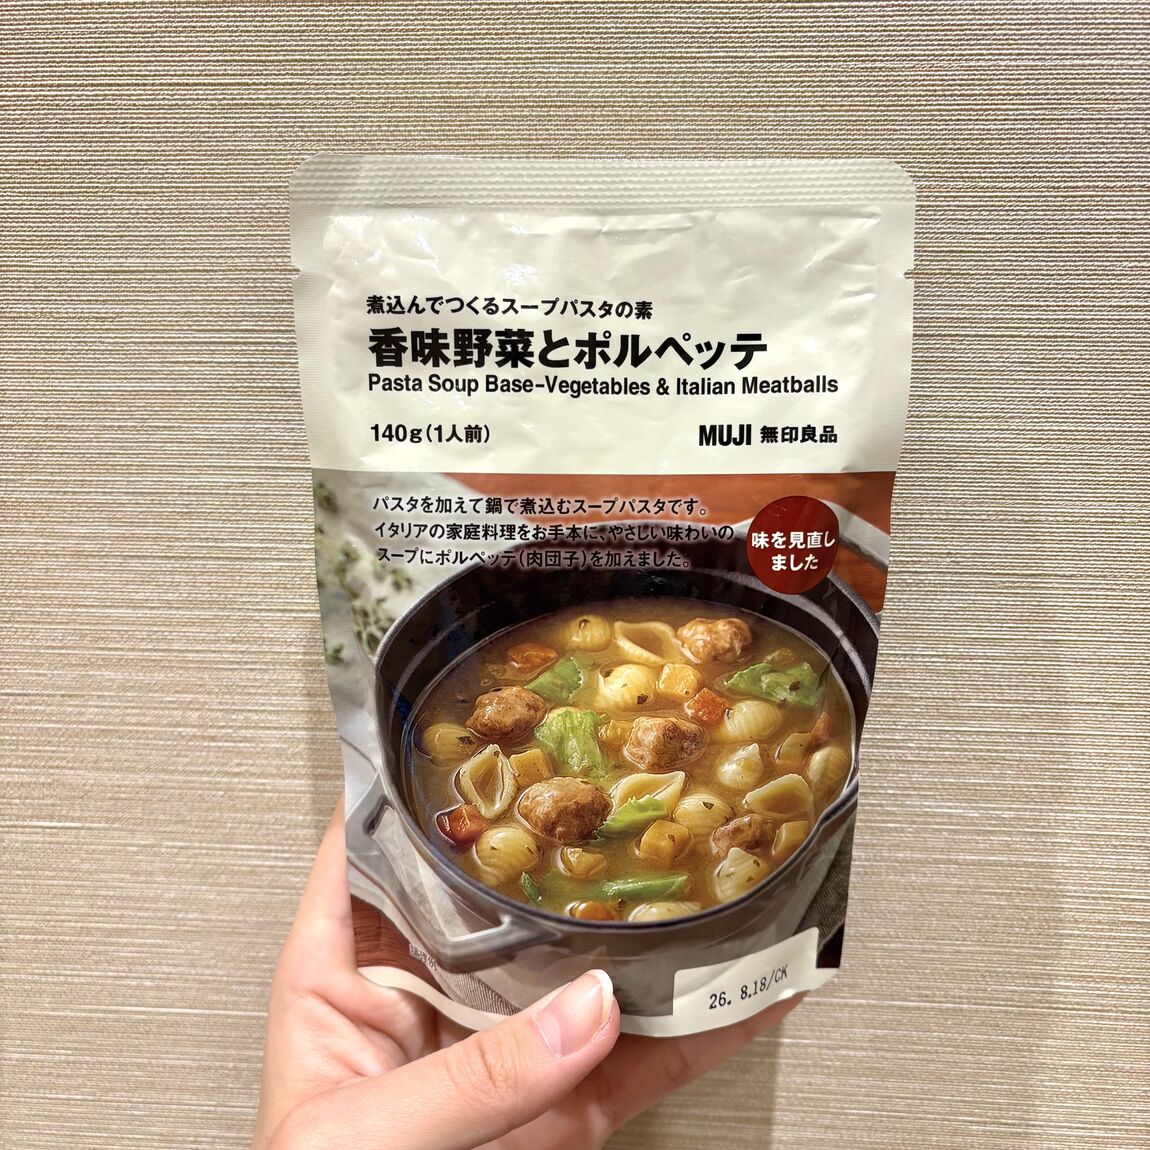 煮込んでつくるスープパスタの素
香味野菜とポルペッテ
Pasta Soup Base-Vegetables & Italian Meatballs
140g(1人前)
MUJI 無印良品
パスタを加えて鍋で煮込むスープパスタです。
イタリアの家庭料理をお手本に、やさしい味わいの
スープにポルペッテ(肉団子)を加えました。
味を見直し
ました
調理例
26. 8.18/CK